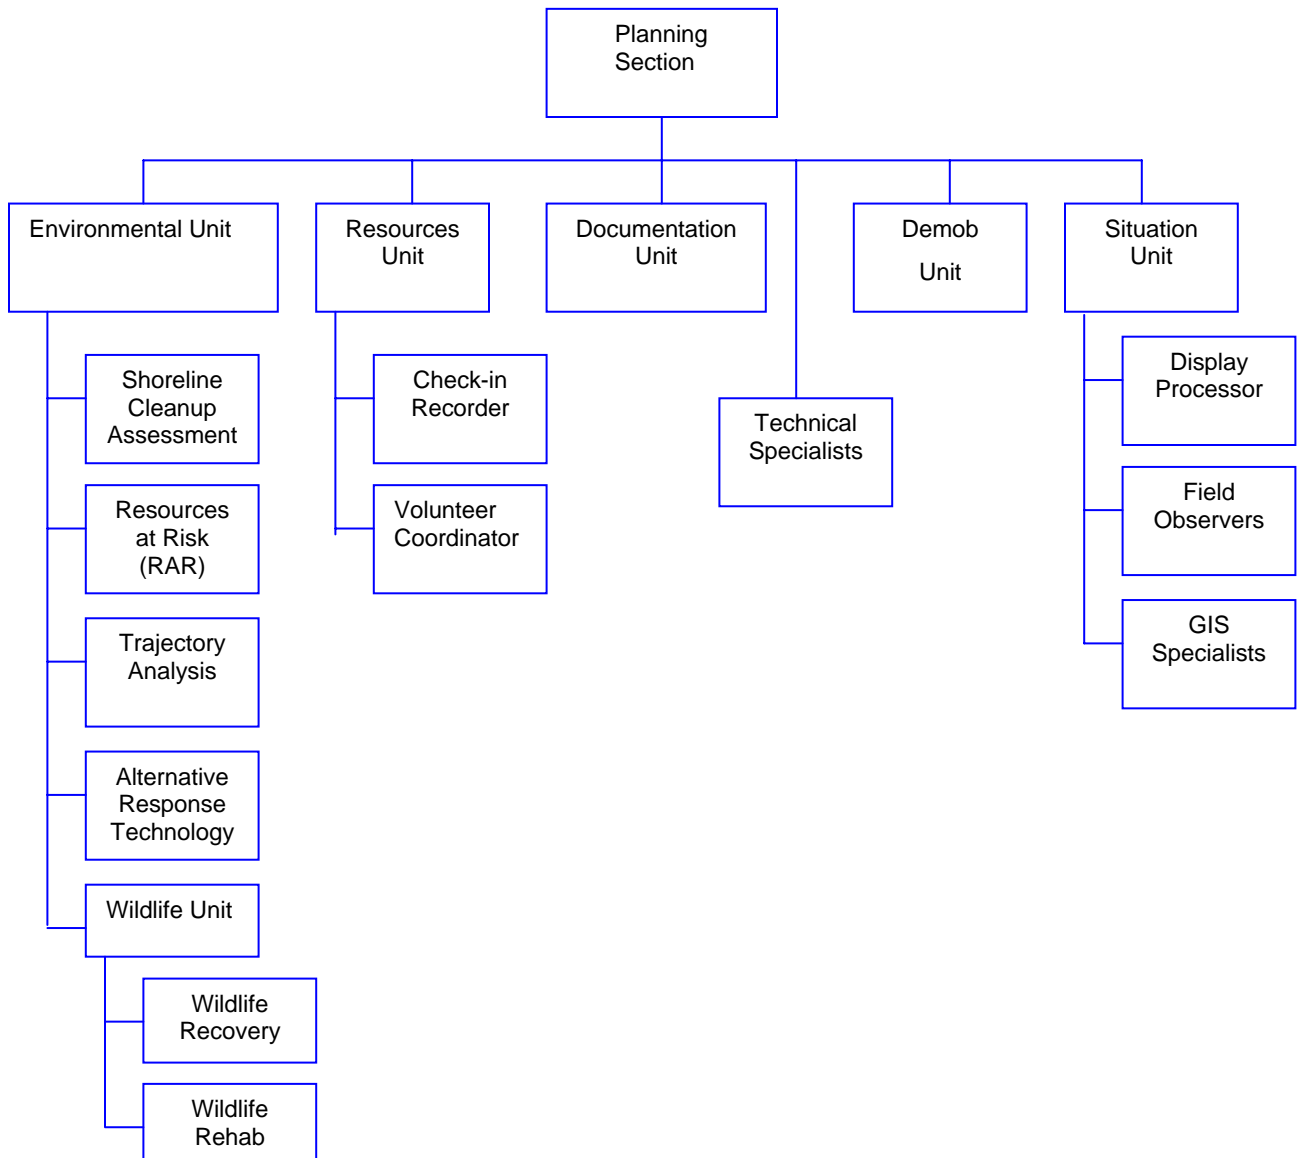 Planning
Section
Environmental Unit
Resources
Unit
Documentation
Unit
Demob
Unit
Situation
Unit
Shoreline
Cleanup
Assessment
Resources
at Risk
(RAR)
Trajectory
Analysis
Alternative
Response
Technology
Wildlife Unit
Wildlife
Recovery
Wildlife
Rehab
Check-in
Recorder
Volunteer
Coordinator
Technical
Specialists
Display
Processor
Field
Observers
GIS
Specialists